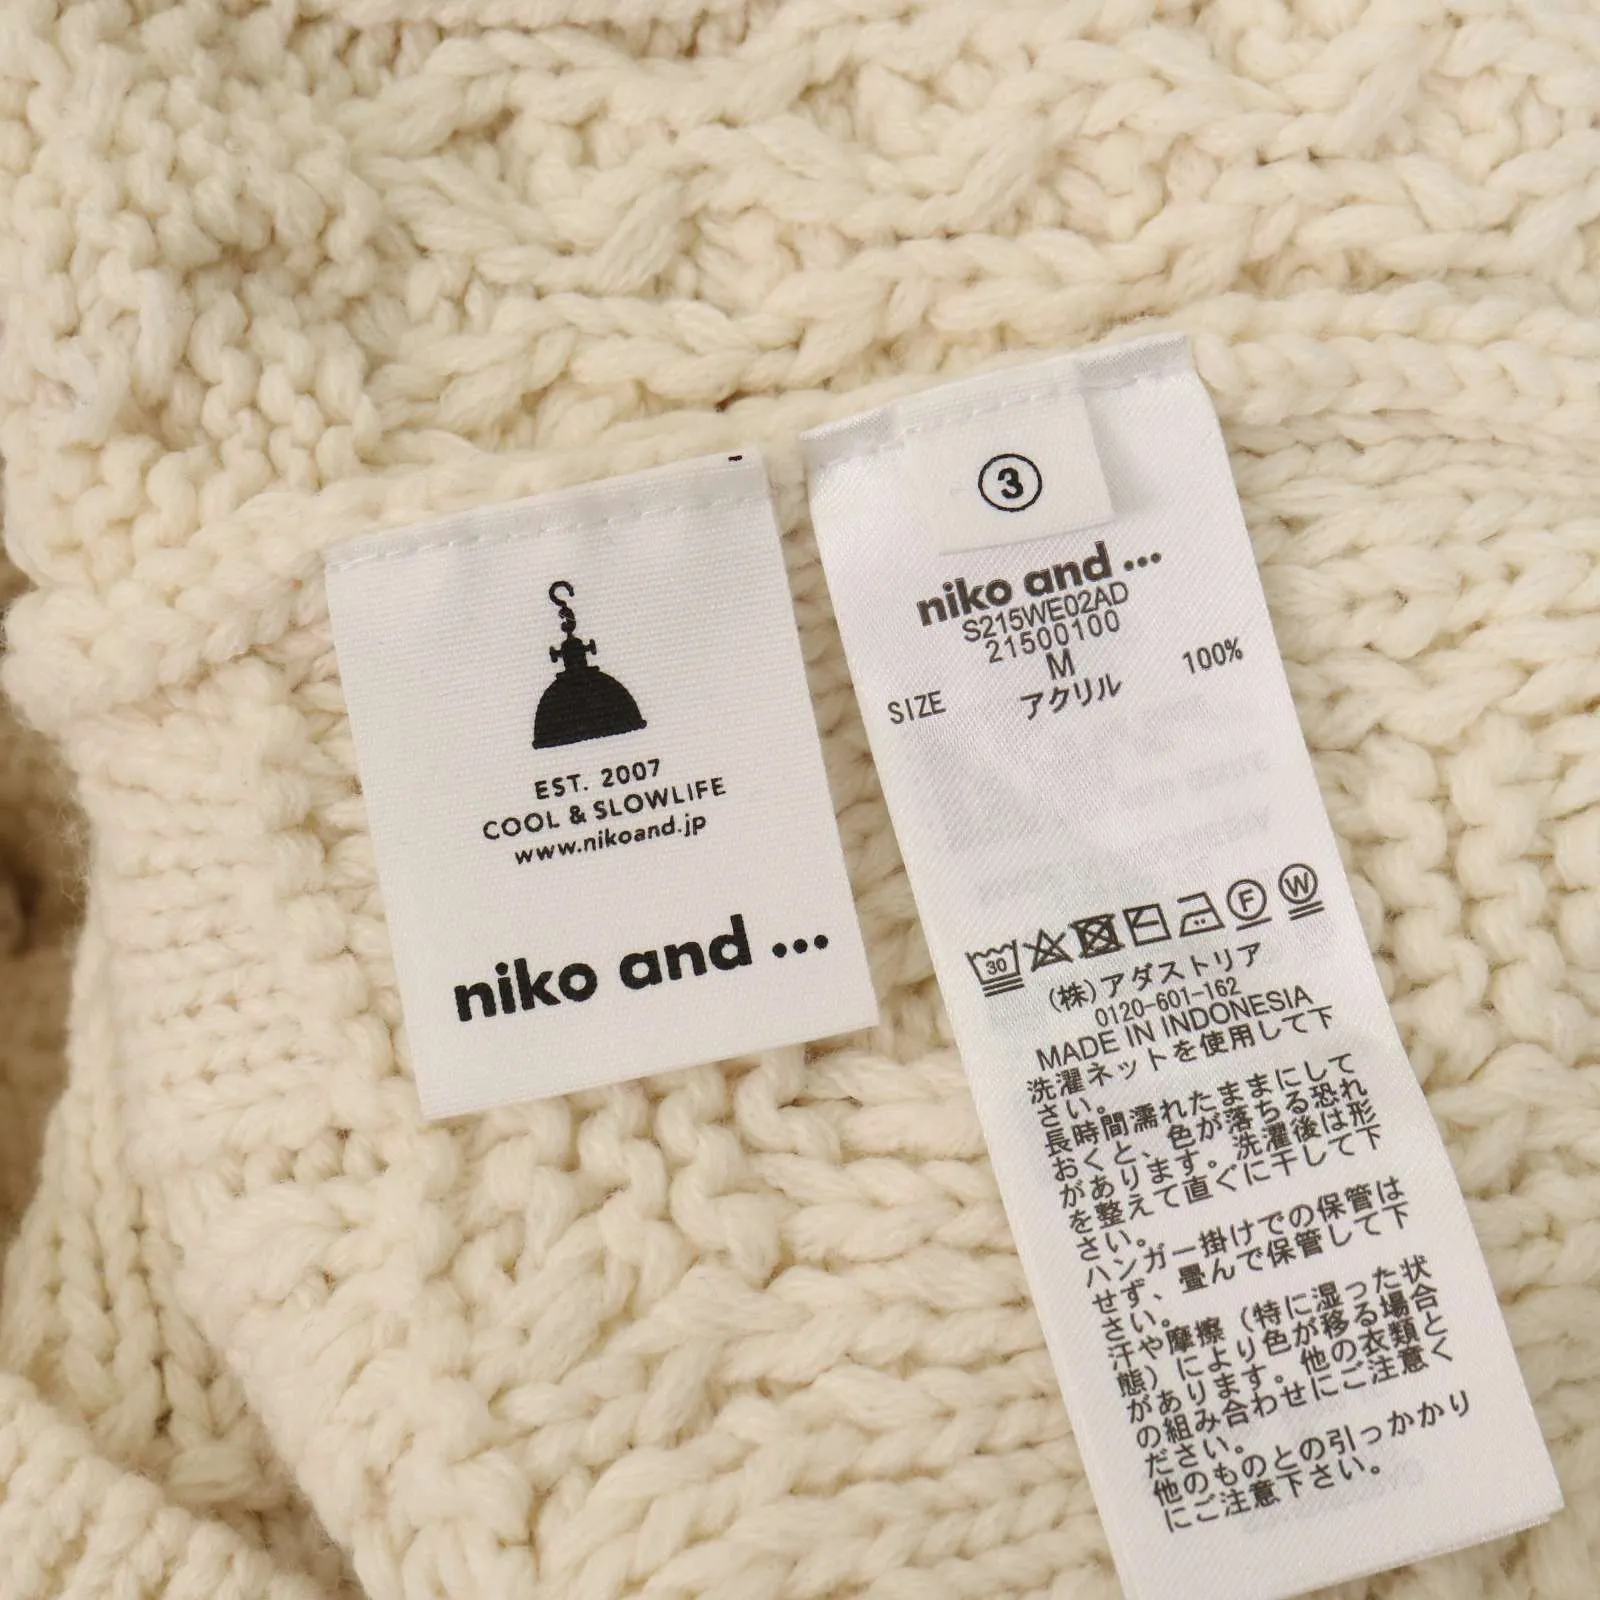 EST. 2007
COOL & SLOWLIFE
www.nikoand.jp
niko and ...
③
niko and ...
S215WE02AD
21500100
SIZE M
アクリル 100%
30 F W
(株)アダストリア
0120-601-162
MADE IN INDONESIA
洗濯ネットを使用して下
さい。
長時間濡れたままにして
おくと、色が落ちる恐れ
があります。洗濯後は形
を整えて直ぐに干して下
さい。
ハンガー掛けでの保管は
せず、畳んで保管して下
さい。
汗や摩擦(特に湿った状
態)により色が移る場合
があります。他の衣類と
の組み合わせにご注意く
ださい。
他のものとの引っかかり
にご注意下さい。